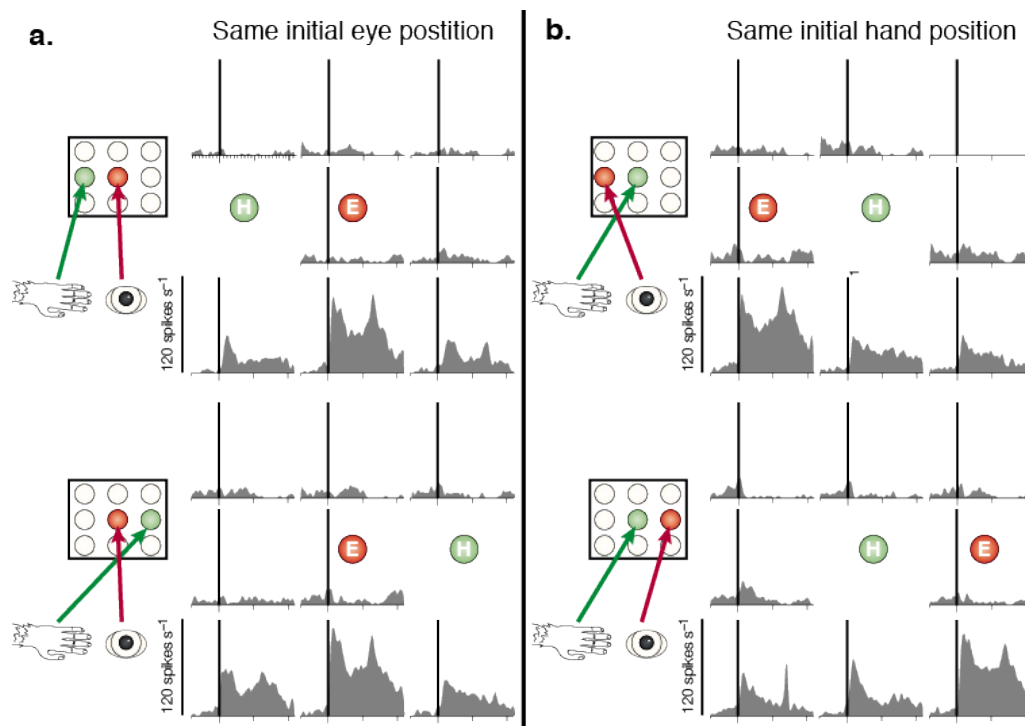 a.
Same initial eye postition
H
E
120 spikes s⁻¹
E
H
120 spikes s⁻¹
b.
Same initial hand position
E
H
1
120 spikes s⁻¹
H
E
120 spikes s⁻¹